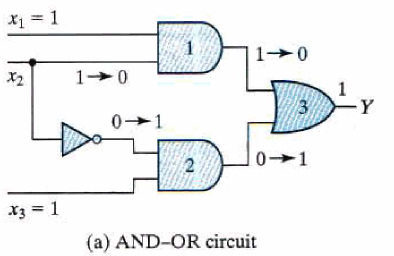 x₁ = 1
1
1→0
x₂
1→0
1
3
Y
0→1
2
0→1
x₃ = 1
(a) AND–OR circuit